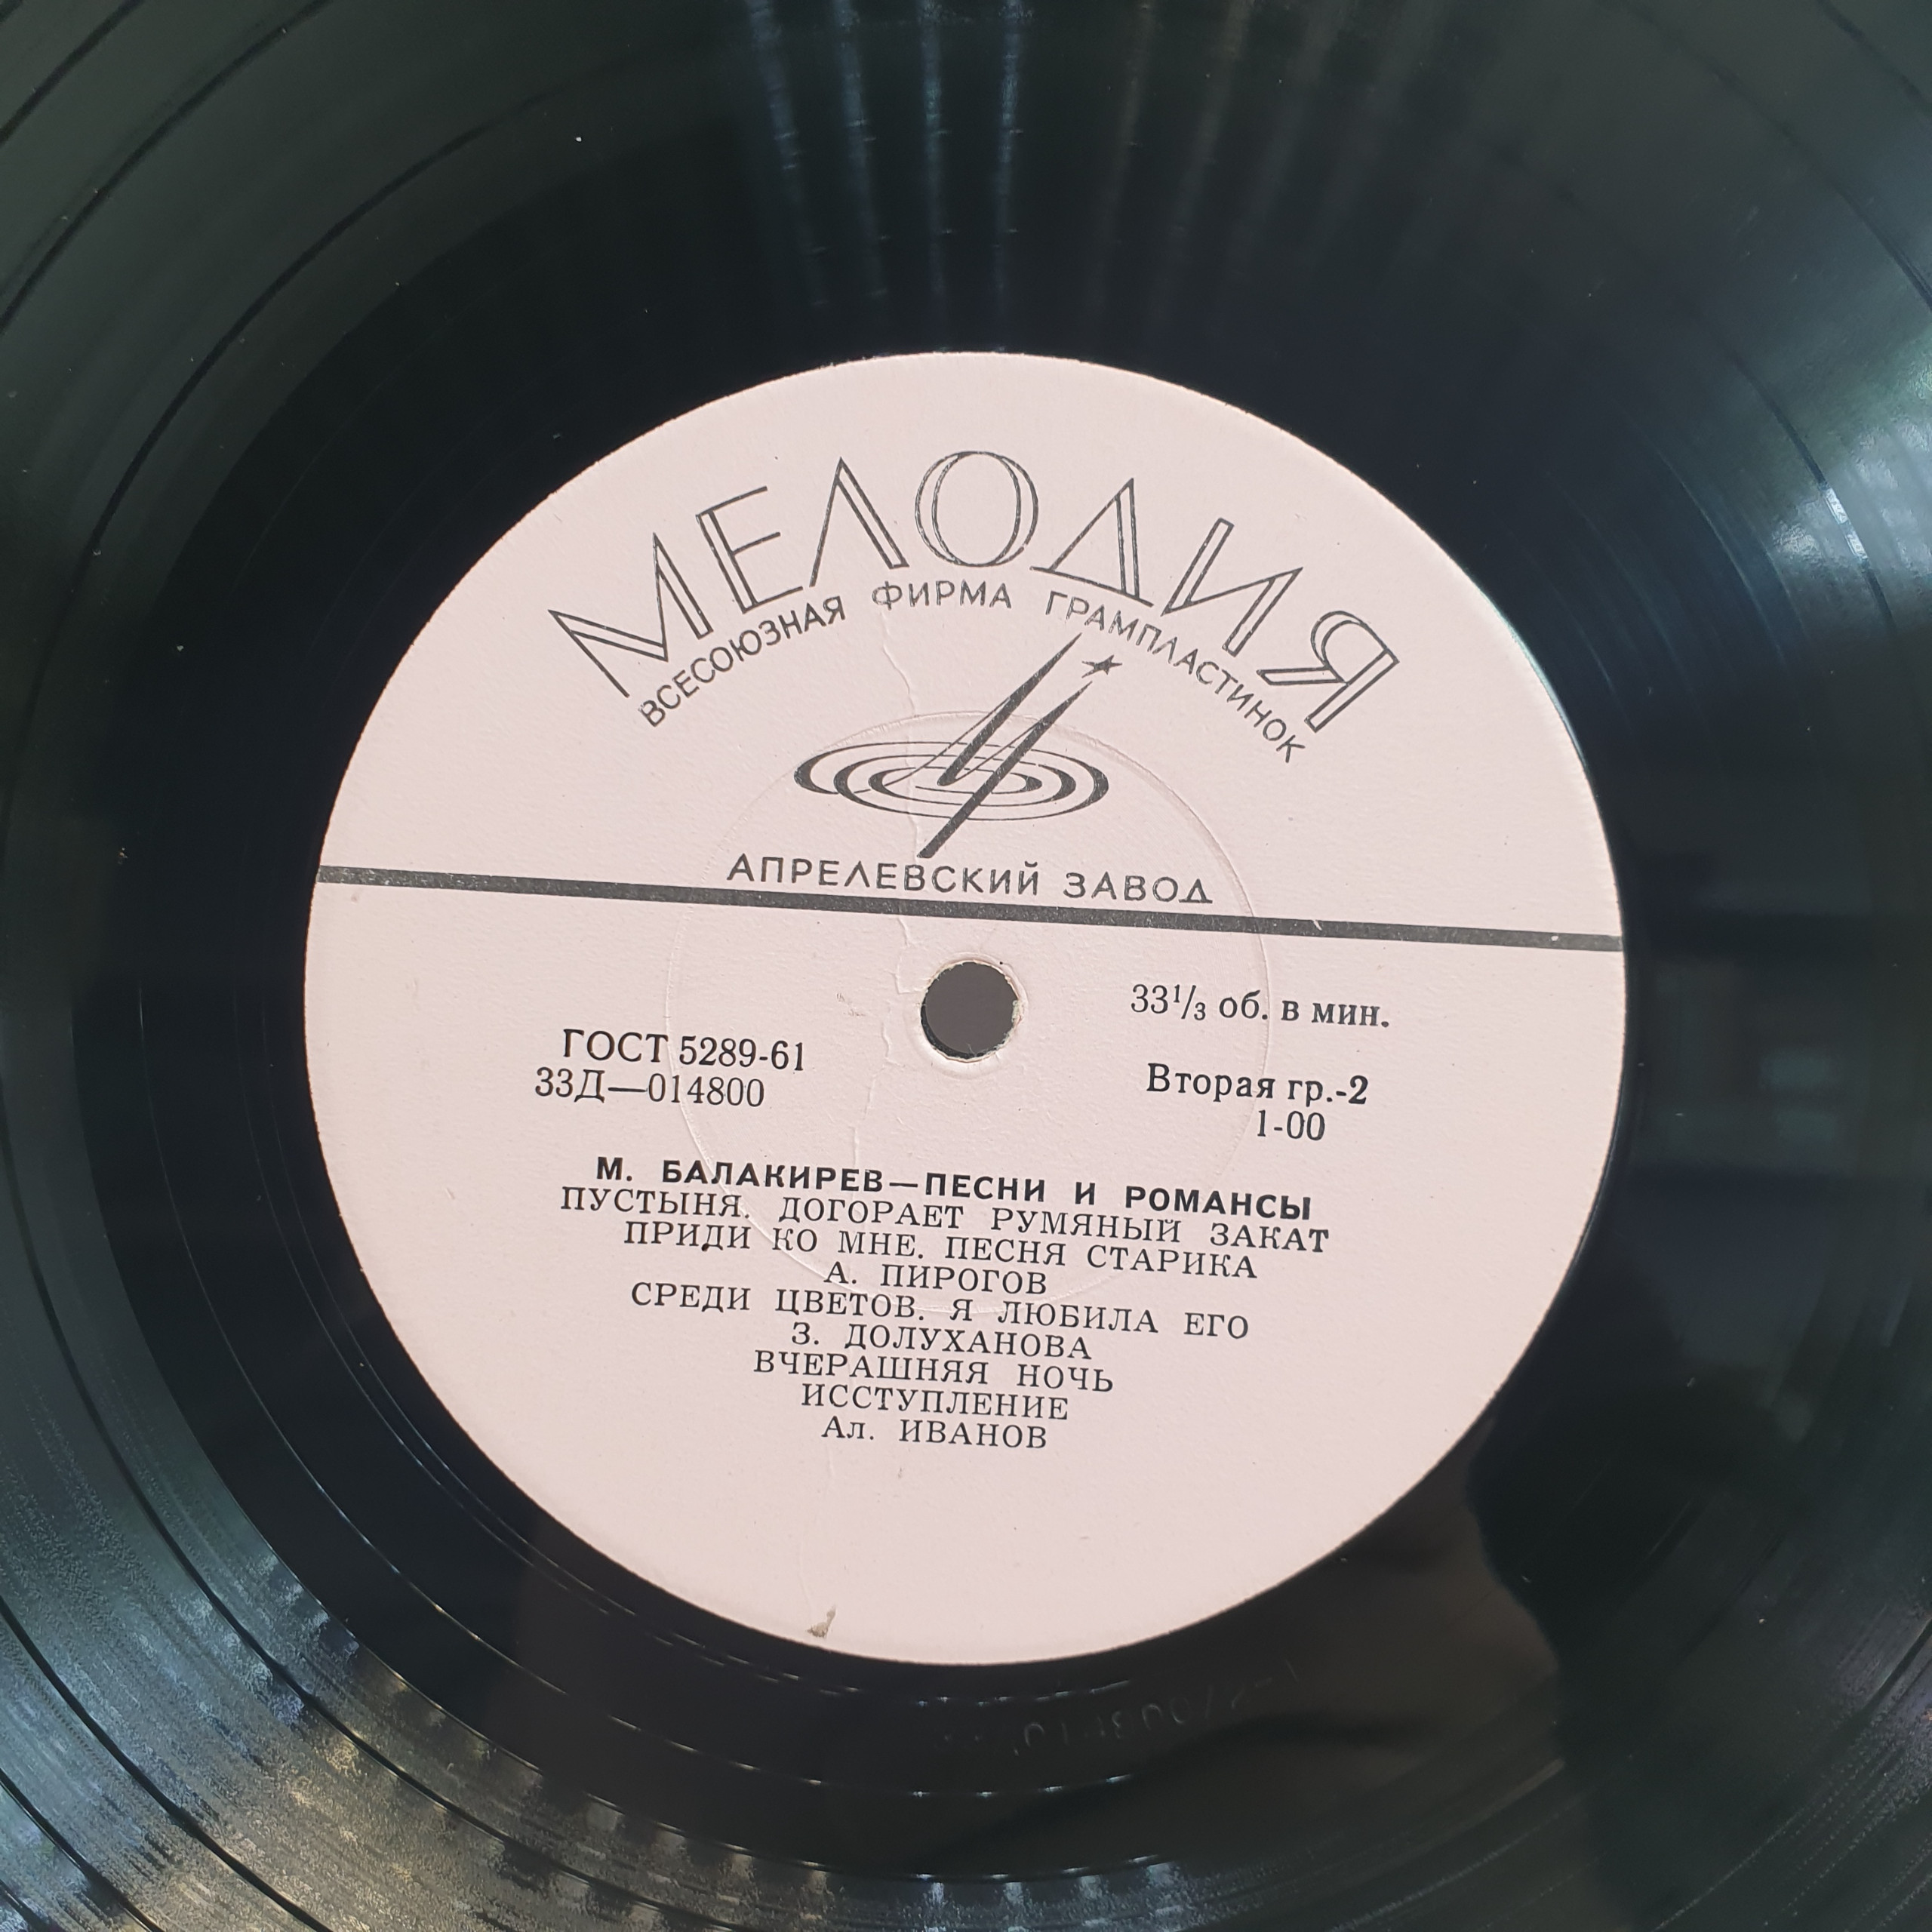 МЕЛОДИЯ
ВСЕСОЮЗНАЯ ФИРМА ГРАМПЛАСТИНОК
АПРЕЛЕВСКИЙ ЗАВОД
33⅓ об. в мин.
ГОСТ 5289-61
33Д—014800
Вторая гр.-2
1-00
М. БАЛАКИРЕВ—ПЕСНИ И РОМАНСЫ
ПУСТЫНЯ. ДОГОРАЕТ РУМЯНЫЙ ЗАКАТ
ПРИДИ КО МНЕ. ПЕСНЯ СТАРИКА
А. ПИРОГОВ
СРЕДИ ЦВЕТОВ. Я ЛЮБИЛА ЕГО
З. ДОЛУХАНОВА
ВЧЕРАШНЯЯ НОЧЬ
ИССТУПЛЕНИЕ
Ал. ИВАНОВ